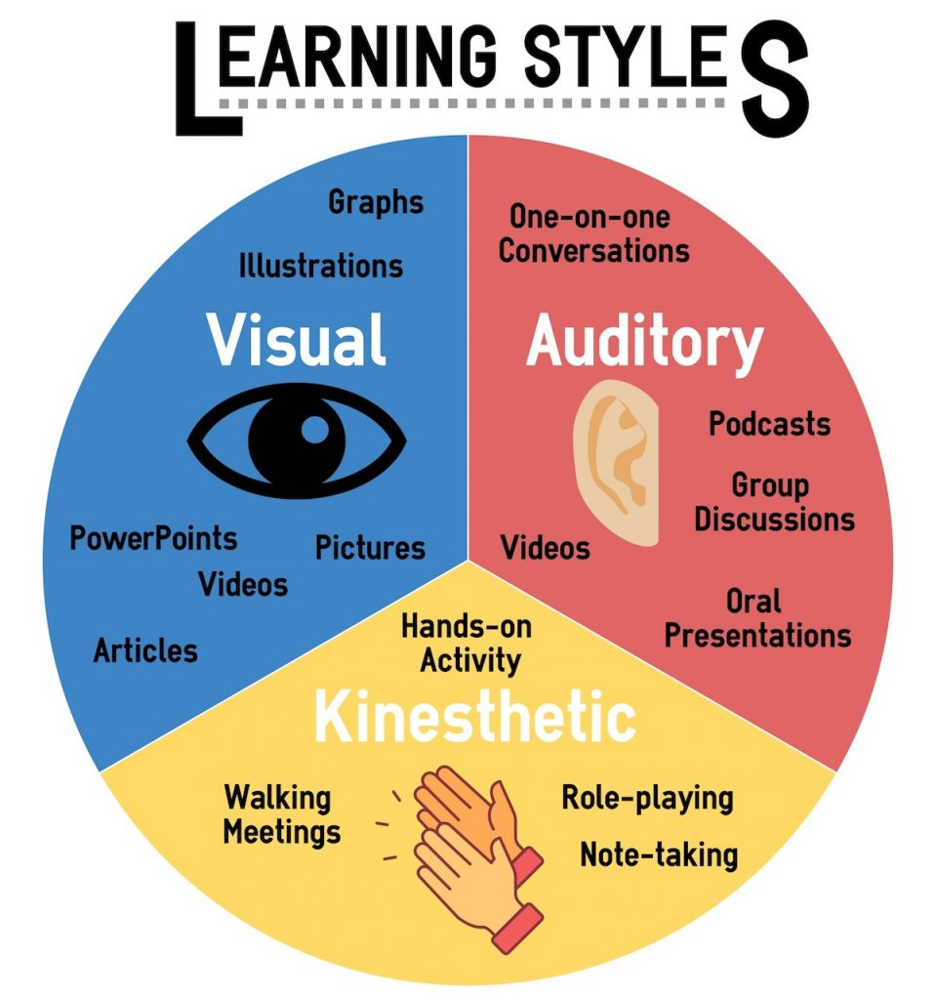 LEARNING STYLES
Graphs
Illustrations
Visual
PowerPoints
Pictures
Videos
Articles
One-on-one
Conversations
Auditory
Podcasts
Group
Discussions
Videos
Oral
Presentations
Hands-on
Activity
Kinesthetic
Walking
Meetings
Role-playing
Note-taking